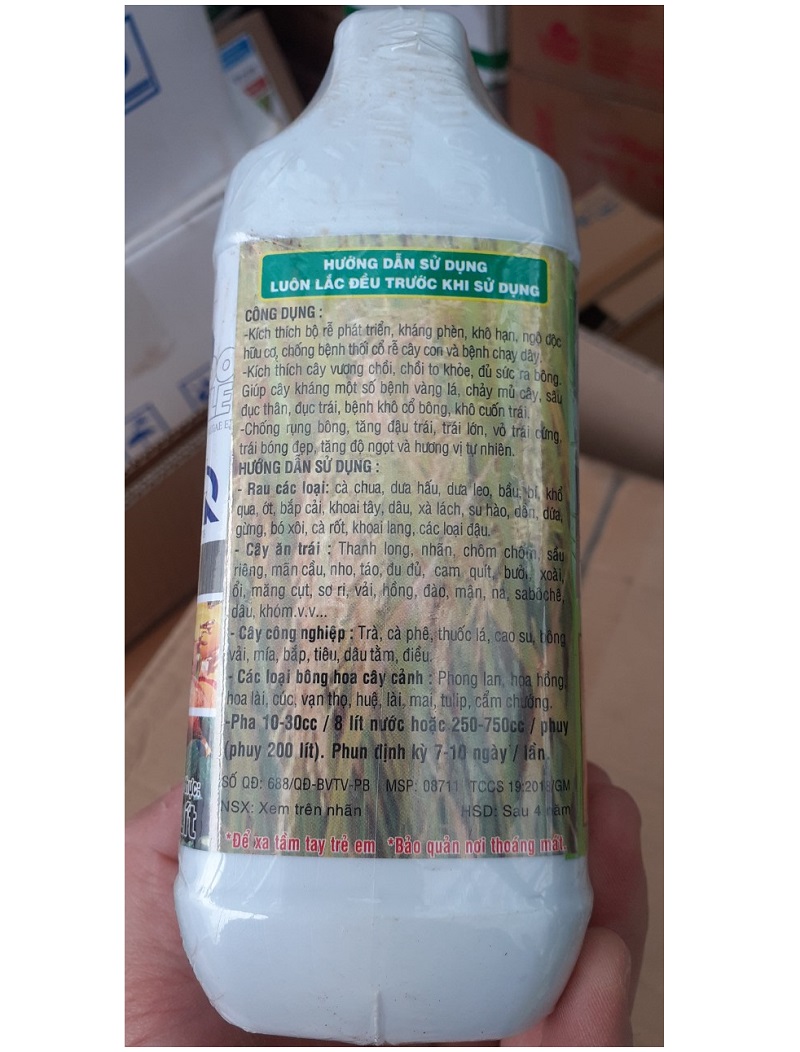 HƯỚNG DẪN SỬ DỤNG
LUÔN LẮC ĐỀU TRƯỚC KHI SỬ DỤNG
CÔNG DỤNG :
-Kích thích bộ rễ phát triển, kháng phèn, khô hạn, ngộ độc
hữu cơ, chống bệnh thối cổ rễ cây con và bệnh chạy dây.
-Kích thích cây vượng chồi, chồi to khỏe, đủ sức ra bông.
Giúp cây kháng một số bệnh vàng lá, chảy mủ cây, sâu
đục thân, đục trái, bệnh khô cổ bông, khô cuốn trái.
-Chống rụng bông, tăng đậu trái, trái lớn, vỏ trái cứng,
trái bóng đẹp, tăng độ ngọt và hương vị tự nhiên.
HƯỚNG DẪN SỬ DỤNG :
- Rau các loại: cà chua, dưa hấu, dưa leo, bầu, bí, khổ
qua, ớt, bắp cải, khoai tây, dâu, xà lách, su hào, dền, dừa,
gừng, bó xôi, cà rốt, khoai lang, các loại đậu.
- Cây ăn trái : Thanh long, nhãn, chôm chôm, sầu
riêng, mãn cầu, nho, táo, đu đủ, cam quít, bưởi, xoài,
ổi, măng cụt, sơ ri, vải, hồng, đào, mận, na, sabôchê,
dâu, khóm.v.v...
- Cây công nghiệp : Trà, cà phê, thuốc lá, cao su, bông
vải, mía, bắp, tiêu, dâu tằm, điều.
- Các loại bông hoa cây cảnh : Phong lan, hoa hồng,
hoa lài, cúc, vạn thọ, huệ, lài, mai, tulip, cẩm chướng.
-Pha 10-30cc / 8 lít nước hoặc 250-750cc / phuy
(phuy 200 lít). Phun định kỳ 7-10 ngày / lần.
SỐ QĐ: 688/QĐ-BVTV-PB MSP: 08711 TCCS 19:2018/GM
NSX: Xem trên nhãn HSD: Sau 4 năm
*Để xa tầm tay trẻ em *Bảo quản nơi thoáng mát.